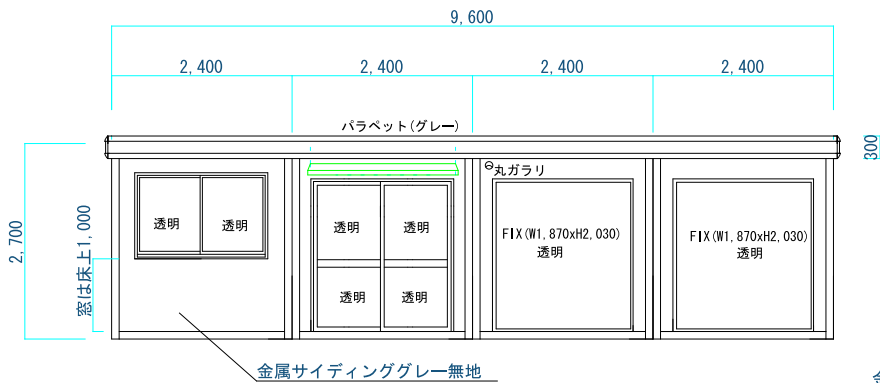 9,600
2,400
2,400
2,400
2,400
パラペット(グレー)
300
丸ガラリ
透明
透明
透明
透明
FIX(W1,870xH2,030)
透明
FIX(W1,870xH2,030)
透明
2,700
窓は床上1,000
透明
透明
金属サイディンググレー無地